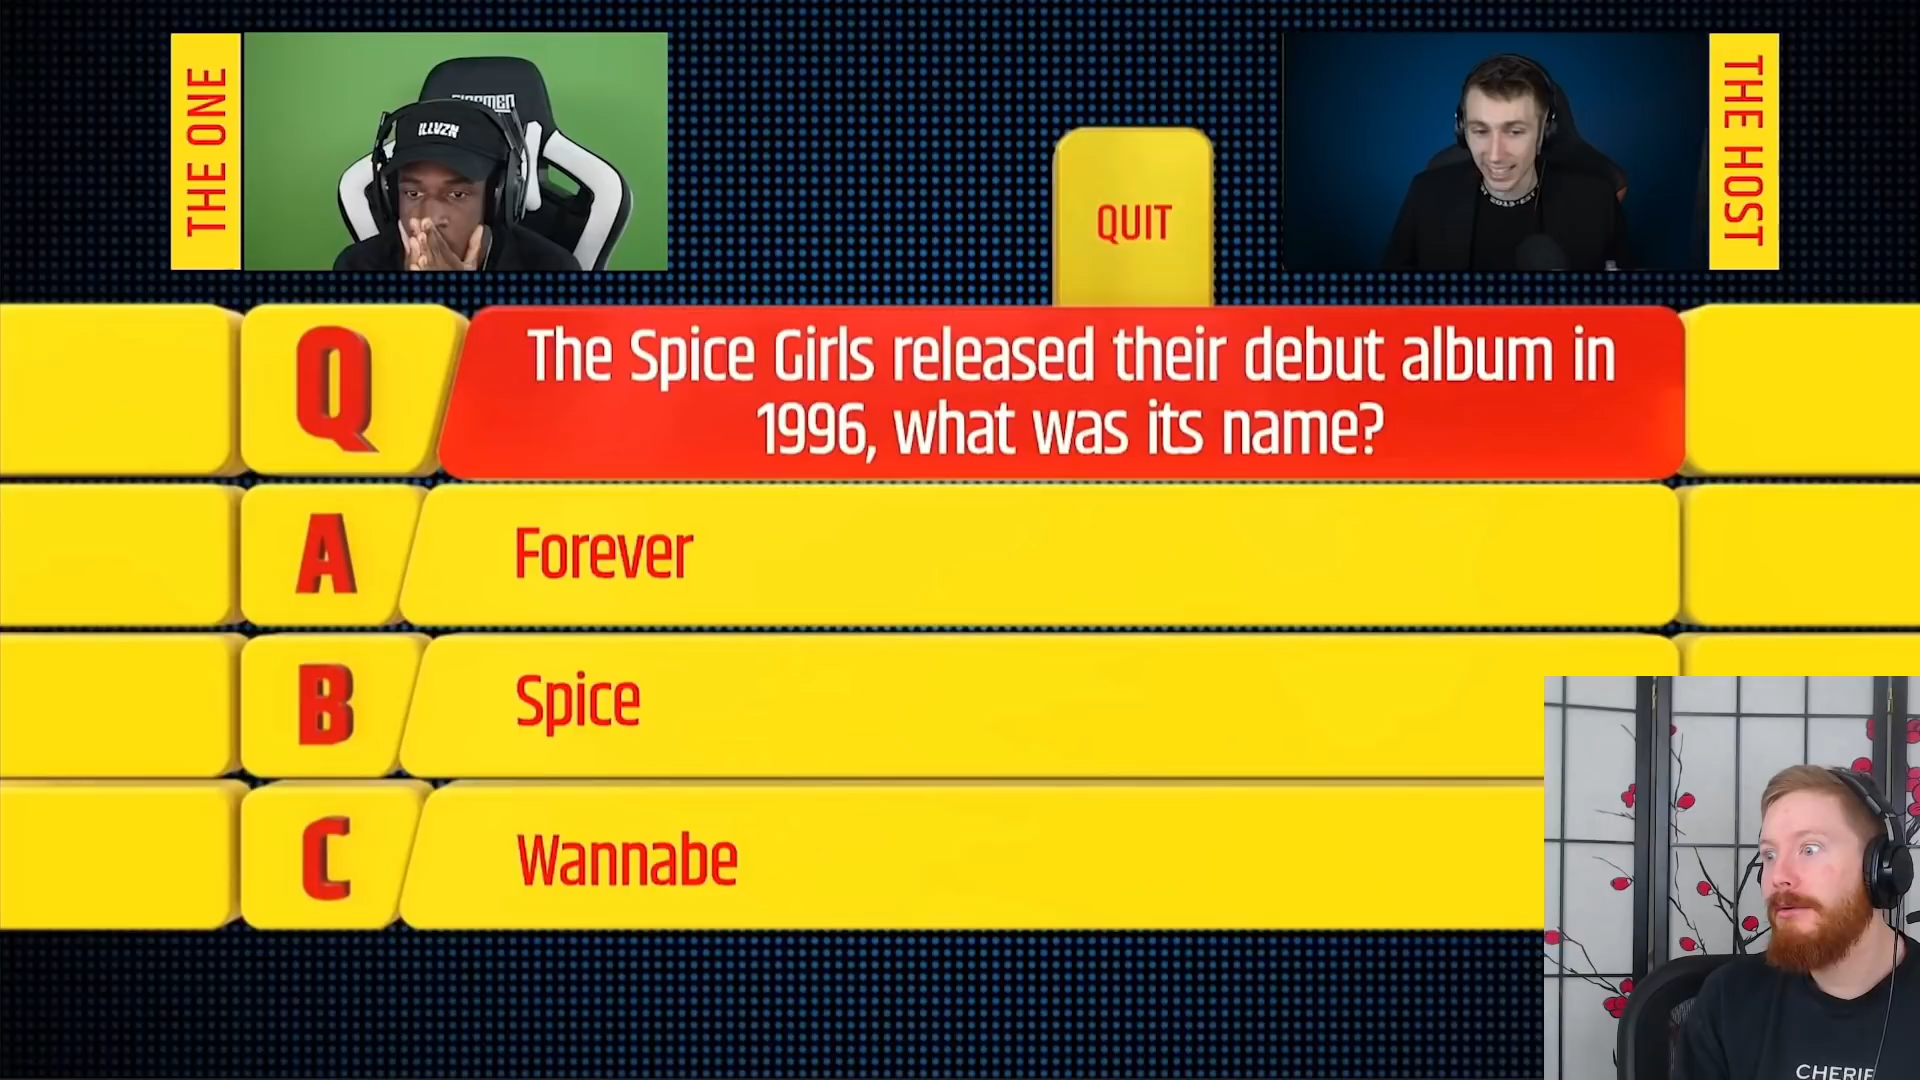 THE ONE
ILLVZN
QUIT
THE HOST
Q
The Spice Girls released their debut album in
1996, what was its name?
A
Forever
B
Spice
C
Wannabe